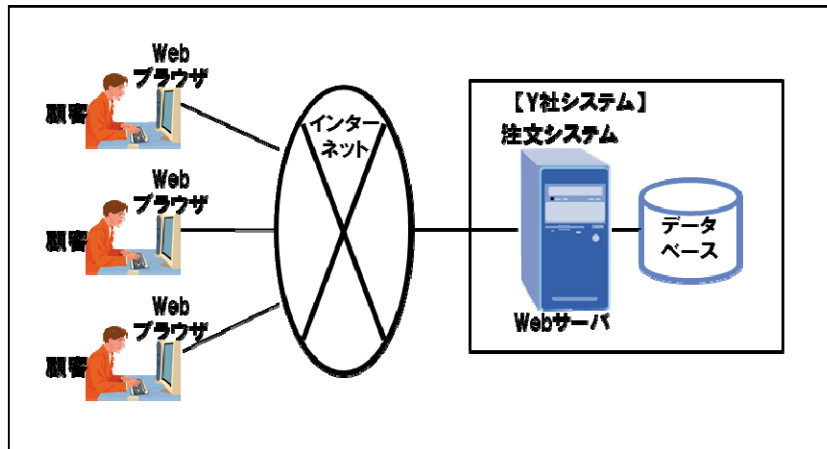 Web
ブラウザ
顧客
Web
ブラウザ
顧客
Web
ブラウザ
顧客
インター
ネット
【Y社システム】
注文システム
Webサーバ
データ
ベース